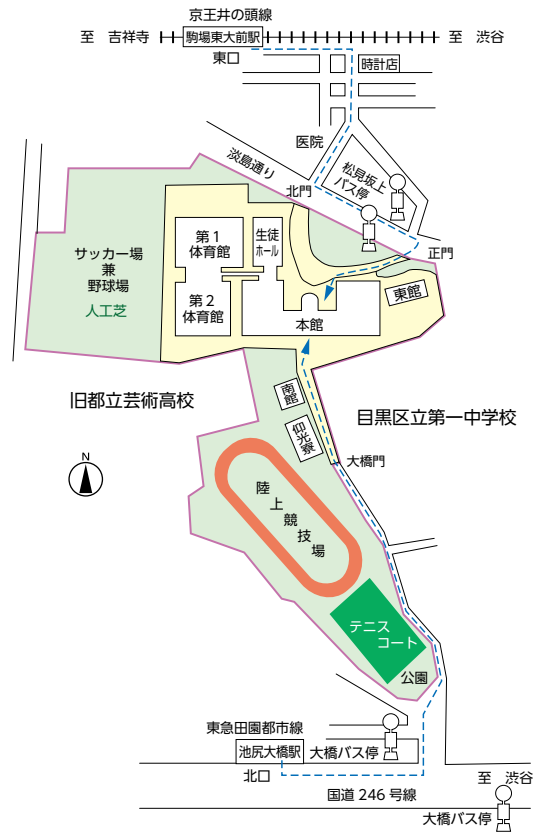 京王井の頭線
至 吉祥寺
駒場東大前駅
至 渋谷
東口
時計店
医院
淡島通り
松見坂上
バス停
北門
正門
第1
体育館
生徒
ホール
サッカー場
兼
野球場
人工芝
第2
体育館
東館
本館
南館
旧都立芸術高校
目黒区立第一中学校
仰光寮
大橋門
N
陸上競技場
テニス
コート
公園
東急田園都市線
池尻大橋駅
大橋バス停
北口
至 渋谷
国道246号線
大橋バス停